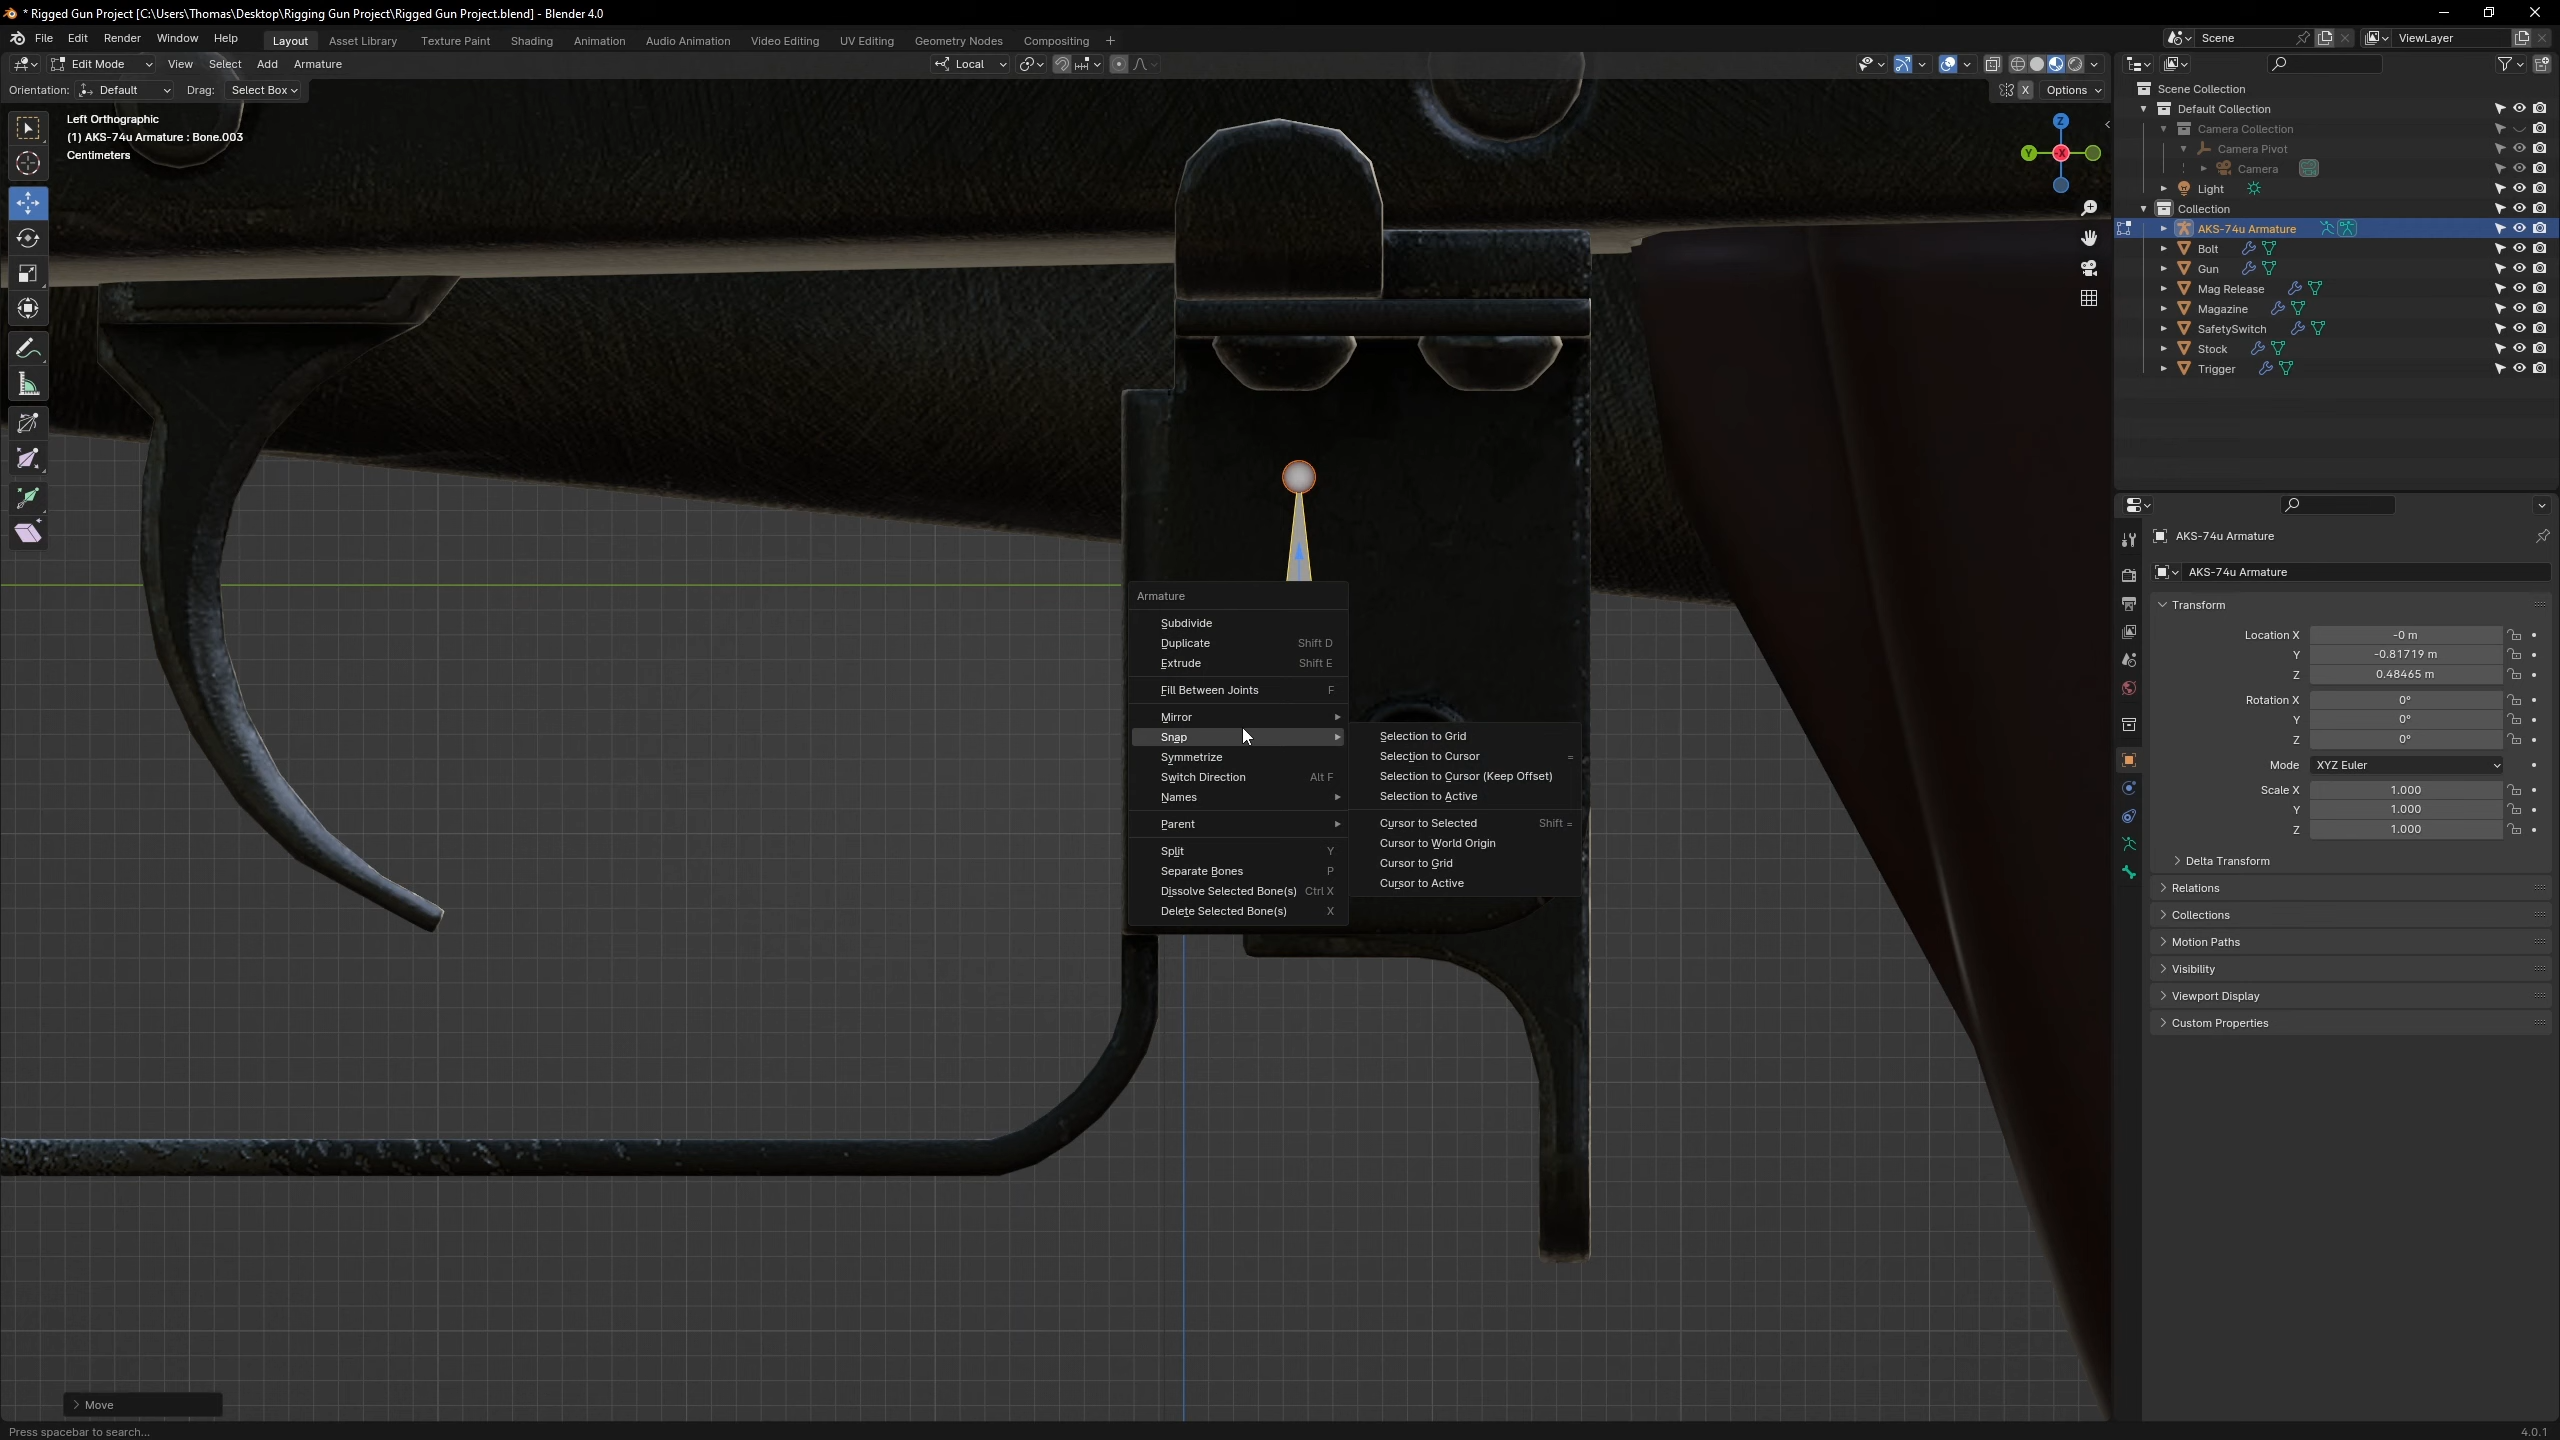 * Rigged Gun Project [C:\Users\Thomas\Desktop\Rigging Gun Project\Rigged Gun Project.blend] - Blender 4.0
File Edit Render Window Help Layout Asset Library Texture Paint Shading Animation Audio Animation Video Editing UV Editing Geometry Nodes Compositing + Scene ViewLayer
Edit Mode View Select Add Armature Local
Orientation: Default Drag: Select Box X Options
Left Orthographic
(1) AKS-74u Armature : Bone.003
Centimeters
Z
Y
X
Armature
Subdivide
Duplicate Shift D
Extrude Shift E
Fill Between Joints F
Mirror
Snap
Symmetrize
Switch Direction Alt F
Names
Parent
Split Y
Separate Bones P
Dissolve Selected Bone(s) Ctrl X
Delete Selected Bone(s) X
Selection to Grid
Selection to Cursor =
Selection to Cursor (Keep Offset)
Selection to Active
Cursor to Selected Shift =
Cursor to World Origin
Cursor to Grid
Cursor to Active
Scene Collection
Default Collection
Camera Collection
Camera Pivot
Camera
Light
Collection
AKS-74u Armature
Bolt
Gun
Mag Release
Magazine
SafetySwitch
Stock
Trigger
AKS-74u Armature
AKS-74u Armature
Transform
Location X -0 m
Y -0.81719 m
Z 0.48465 m
Rotation X 0°
Y 0°
Z 0°
Mode XYZ Euler
Scale X 1.000
Y 1.000
Z 1.000
Delta Transform
Relations
Collections
Motion Paths
Visibility
Viewport Display
Custom Properties
Move
Press spacebar to search...
4.0.1